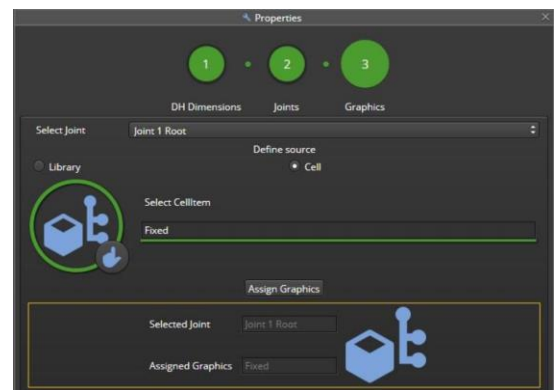 Properties
1 2 3
DH Dimensions Joints Graphics
Select Joint Joint 1 Root
Define source
Library Cell
Select CellItem
Fixed
Assign Graphics
Selected Joint Joint 1 Root
Assigned Graphics Fixed